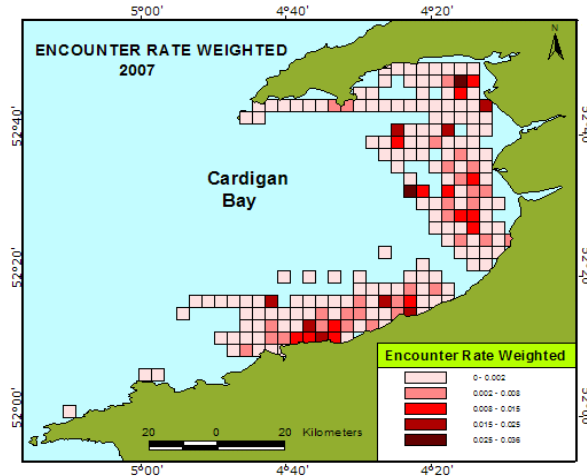 5°00' 4°40' 4°20'
ENCOUNTER RATE WEIGHTED
2007
N
52°40'
52°40'
Cardigan
Bay
52°20'
52°20'
Encounter Rate Weighted
0 - 0.002
0.002 - 0.008
0.008 - 0.015
0.015 - 0.025
0.025 - 0.036
52°00'
52°00'
20 0 20 Kilometers
5°00' 4°40' 4°20'